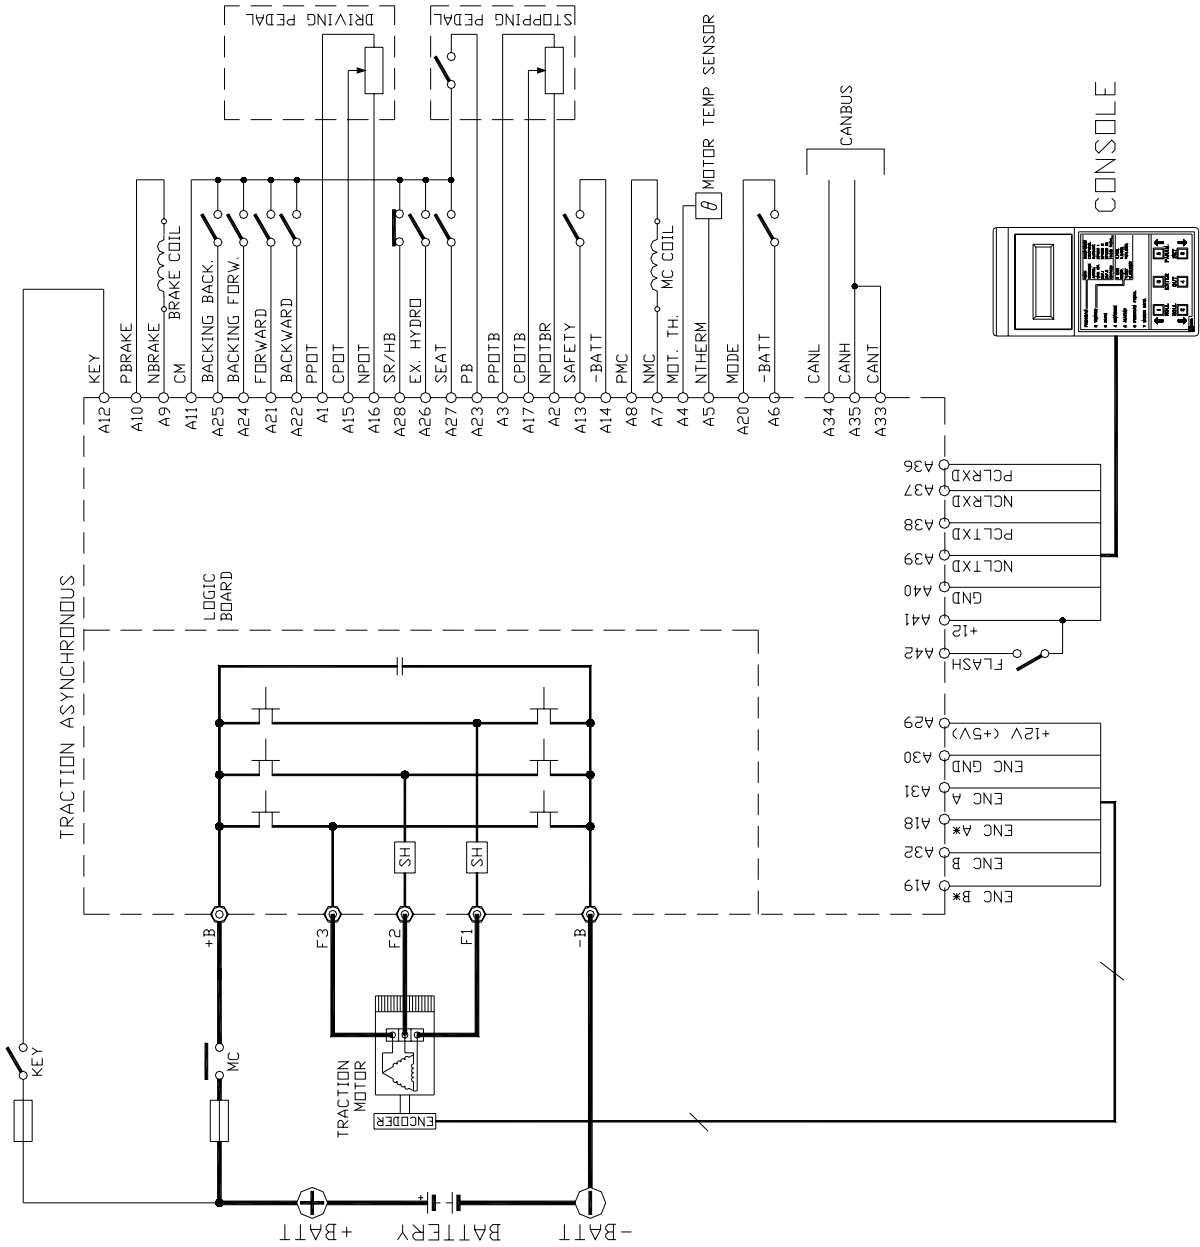 DRIVING PEDAL
STOPPING PEDAL
MOTOR TEMP SENSOR
CANBUS
CONSOLE
BRAKE COIL
MC COIL
θ
KEY
PBRAKE
NBRAKE
CM
BACKING BACK.
BACKING FORW.
FORWARD
BACKWARD
PPOT
CPOT
NPOT
SR/HB
EX. HYDRO
SEAT
PB
PPOTB
CPOTB
NPOTBR
SAFETY
-BATT
PMC
NMC
MOT. TH.
NTHERM
MODE
-BATT
CANL
CANH
CANT
A12
A10
A9
A11
A25
A24
A21
A22
A1
A15
A16
A28
A26
A27
A23
A3
A17
A2
A13
A14
A8
A7
A4
A5
A20
A6
A34
A35
A33
A36 PCLRXD
A37 NCLRXD
A38 PCLTXD
A39 NCLTXD
A40 GND
A41 +12
A42 FLASH
A29 +12V (+5V)
A30 ENC GND
A31 ENC A
A18 ENC A*
A32 ENC B
A19 ENC B*
TRACTION ASYNCHRONOUS
LOGIC
BOARD
SH
SH
+B
F3
F2
F1
-B
KEY
MC
TRACTION
MOTOR
ENCODER
+
+BATT
BATTERY
-BATT